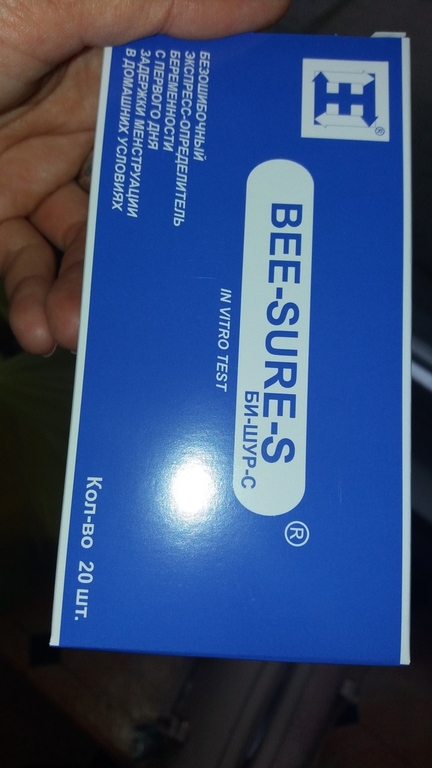 ®
BEE-SURE-S
БИ-ШУР-С
®
IN VITRO TEST
БЕЗОШИБОЧНЫЙ
ЭКСПРЕСС-ОПРЕДЕЛИТЕЛЬ
БЕРЕМЕННОСТИ
С ПЕРВОГО ДНЯ
ЗАДЕРЖКИ МЕНСТРУАЦИИ
В ДОМАШНИХ УСЛОВИЯХ
Кол-во 20 шт.